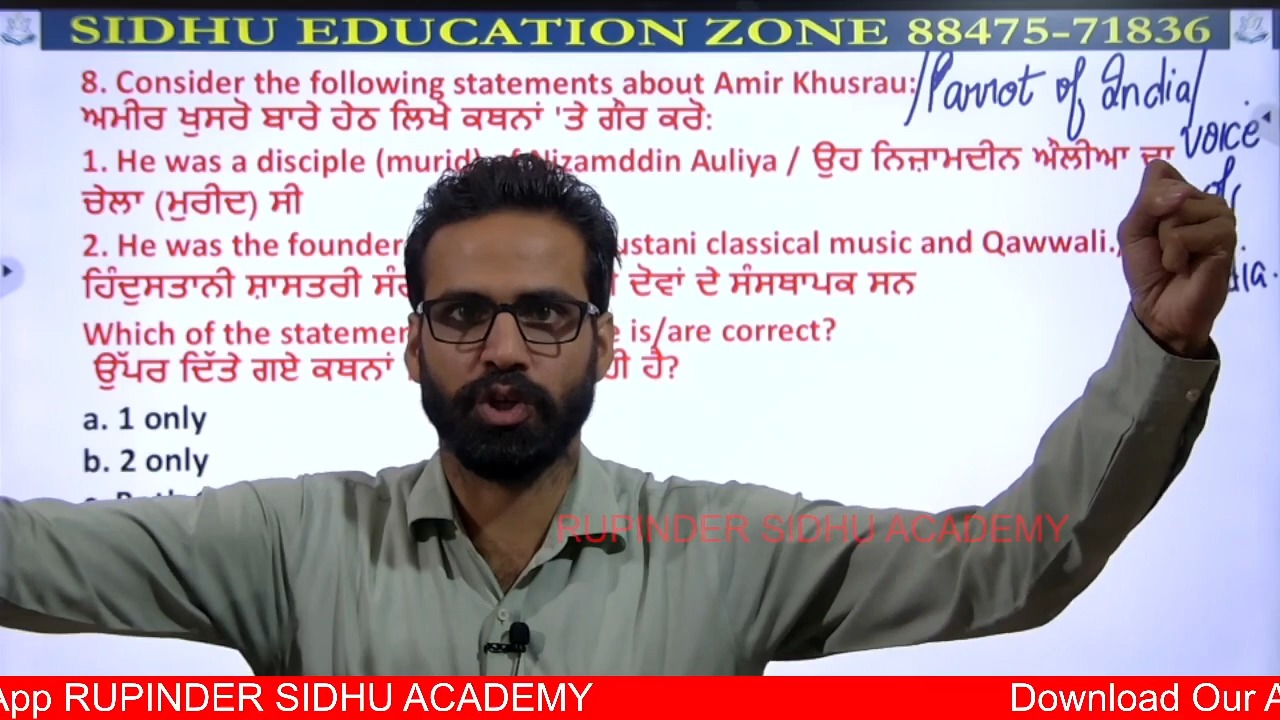 SIDHU EDUCATION ZONE 88475-71836
8. Consider the following statements about Amir Khusrau:
/Parrot of India/
ਅਮੀਰ ਖੁਸਰੋ ਬਾਰੇ ਹੇਠ ਲਿਖੇ ਕਥਨਾਂ 'ਤੇ ਗੌਰ ਕਰੋ:
voice
1. He was a disciple (murid) of Nizamddin Auliya / ਉਹ ਨਿਜ਼ਾਮਦੀਨ ਔਲੀਆ ਦਾ
of
ਚੇਲਾ (ਮੁਰੀਦ) ਸੀ
2. He was the founder ustani classical music and Qawwali./
ਹਿੰਦੁਸਤਾਨੀ ਸ਼ਾਸਤਰੀ ਦੋਵਾਂ ਦੇ ਸੰਸਥਾਪਕ ਸਨ
dia.
Which of the statemen is/are correct?
ਉੱਪਰ ਦਿੱਤੇ ਗਏ ਕਥਨਾਂ ਹੈ?
a. 1 only
b. 2 only
RUPINDER SIDHU ACADEMY
App RUPINDER SIDHU ACADEMY Download Our A